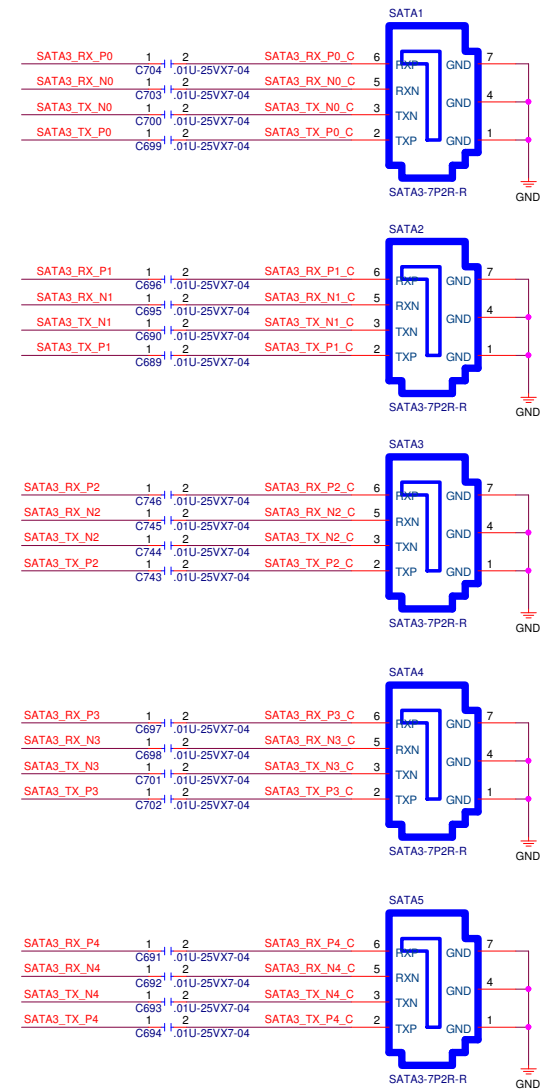 SATA1
SATA3_RX_P0 1 2 SATA3_RX_P0_C 6 RXP GND 7
C704 .01U-25VX7-04
SATA3_RX_N0 1 2 SATA3_RX_N0_C 5 RXN
C703 .01U-25VX7-04
SATA3_TX_N0 1 2 SATA3_TX_N0_C 3 TXN GND 4
C700 .01U-25VX7-04
SATA3_TX_P0 1 2 SATA3_TX_P0_C 2 TXP GND 1
C699 .01U-25VX7-04
SATA3-7P2R-R
GND
SATA2
SATA3_RX_P1 1 2 SATA3_RX_P1_C 6 RXP GND 7
C696 .01U-25VX7-04
SATA3_RX_N1 1 2 SATA3_RX_N1_C 5 RXN
C695 .01U-25VX7-04
SATA3_TX_N1 1 2 SATA3_TX_N1_C 3 TXN GND 4
C690 .01U-25VX7-04
SATA3_TX_P1 1 2 SATA3_TX_P1_C 2 TXP GND 1
C689 .01U-25VX7-04
SATA3-7P2R-R
GND
SATA3
SATA3_RX_P2 1 2 SATA3_RX_P2_C 6 RXP GND 7
C746 .01U-25VX7-04
SATA3_RX_N2 1 2 SATA3_RX_N2_C 5 RXN
C745 .01U-25VX7-04
SATA3_TX_N2 1 2 SATA3_TX_N2_C 3 TXN GND 4
C744 .01U-25VX7-04
SATA3_TX_P2 1 2 SATA3_TX_P2_C 2 TXP GND 1
C743 .01U-25VX7-04
SATA3-7P2R-R
GND
SATA4
SATA3_RX_P3 1 2 SATA3_RX_P3_C 6 RXP GND 7
C697 .01U-25VX7-04
SATA3_RX_N3 1 2 SATA3_RX_N3_C 5 RXN
C698 .01U-25VX7-04
SATA3_TX_N3 1 2 SATA3_TX_N3_C 3 TXN GND 4
C701 .01U-25VX7-04
SATA3_TX_P3 1 2 SATA3_TX_P3_C 2 TXP GND 1
C702 .01U-25VX7-04
SATA3-7P2R-R
GND
SATA5
SATA3_RX_P4 1 2 SATA3_RX_P4_C 6 RXP GND 7
C691 .01U-25VX7-04
SATA3_RX_N4 1 2 SATA3_RX_N4_C 5 RXN
C692 .01U-25VX7-04
SATA3_TX_N4 1 2 SATA3_TX_N4_C 3 TXN GND 4
C693 .01U-25VX7-04
SATA3_TX_P4 1 2 SATA3_TX_P4_C 2 TXP GND 1
C694 .01U-25VX7-04
SATA3-7P2R-R
GND